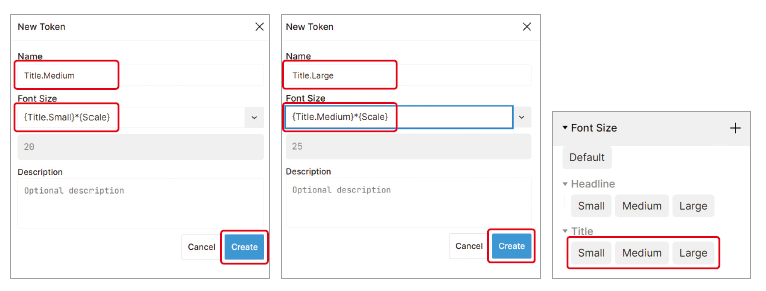 New Token
Name
Title.Medium
Font Size
{Title.Small}*{Scale}
20
Description
Optional description
Cancel
Create
New Token
Name
Title.Large
Font Size
{Title.Medium}*{Scale}
25
Description
Optional description
Cancel
Create
Font Size
Default
Headline
Small Medium Large
Title
Small Medium Large